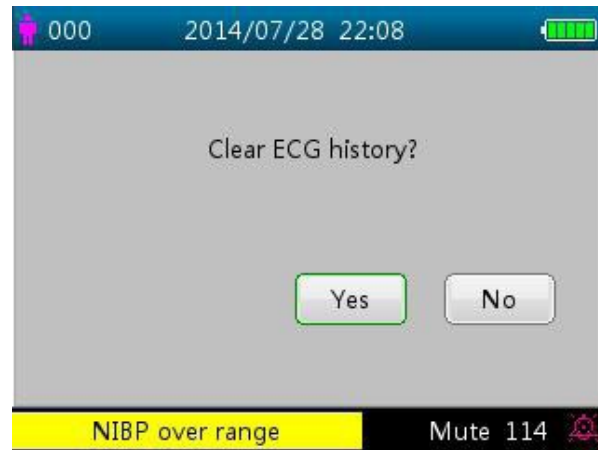 000 2014/07/28 22:08
Clear ECG history?
Yes No
NIBP over range Mute 114